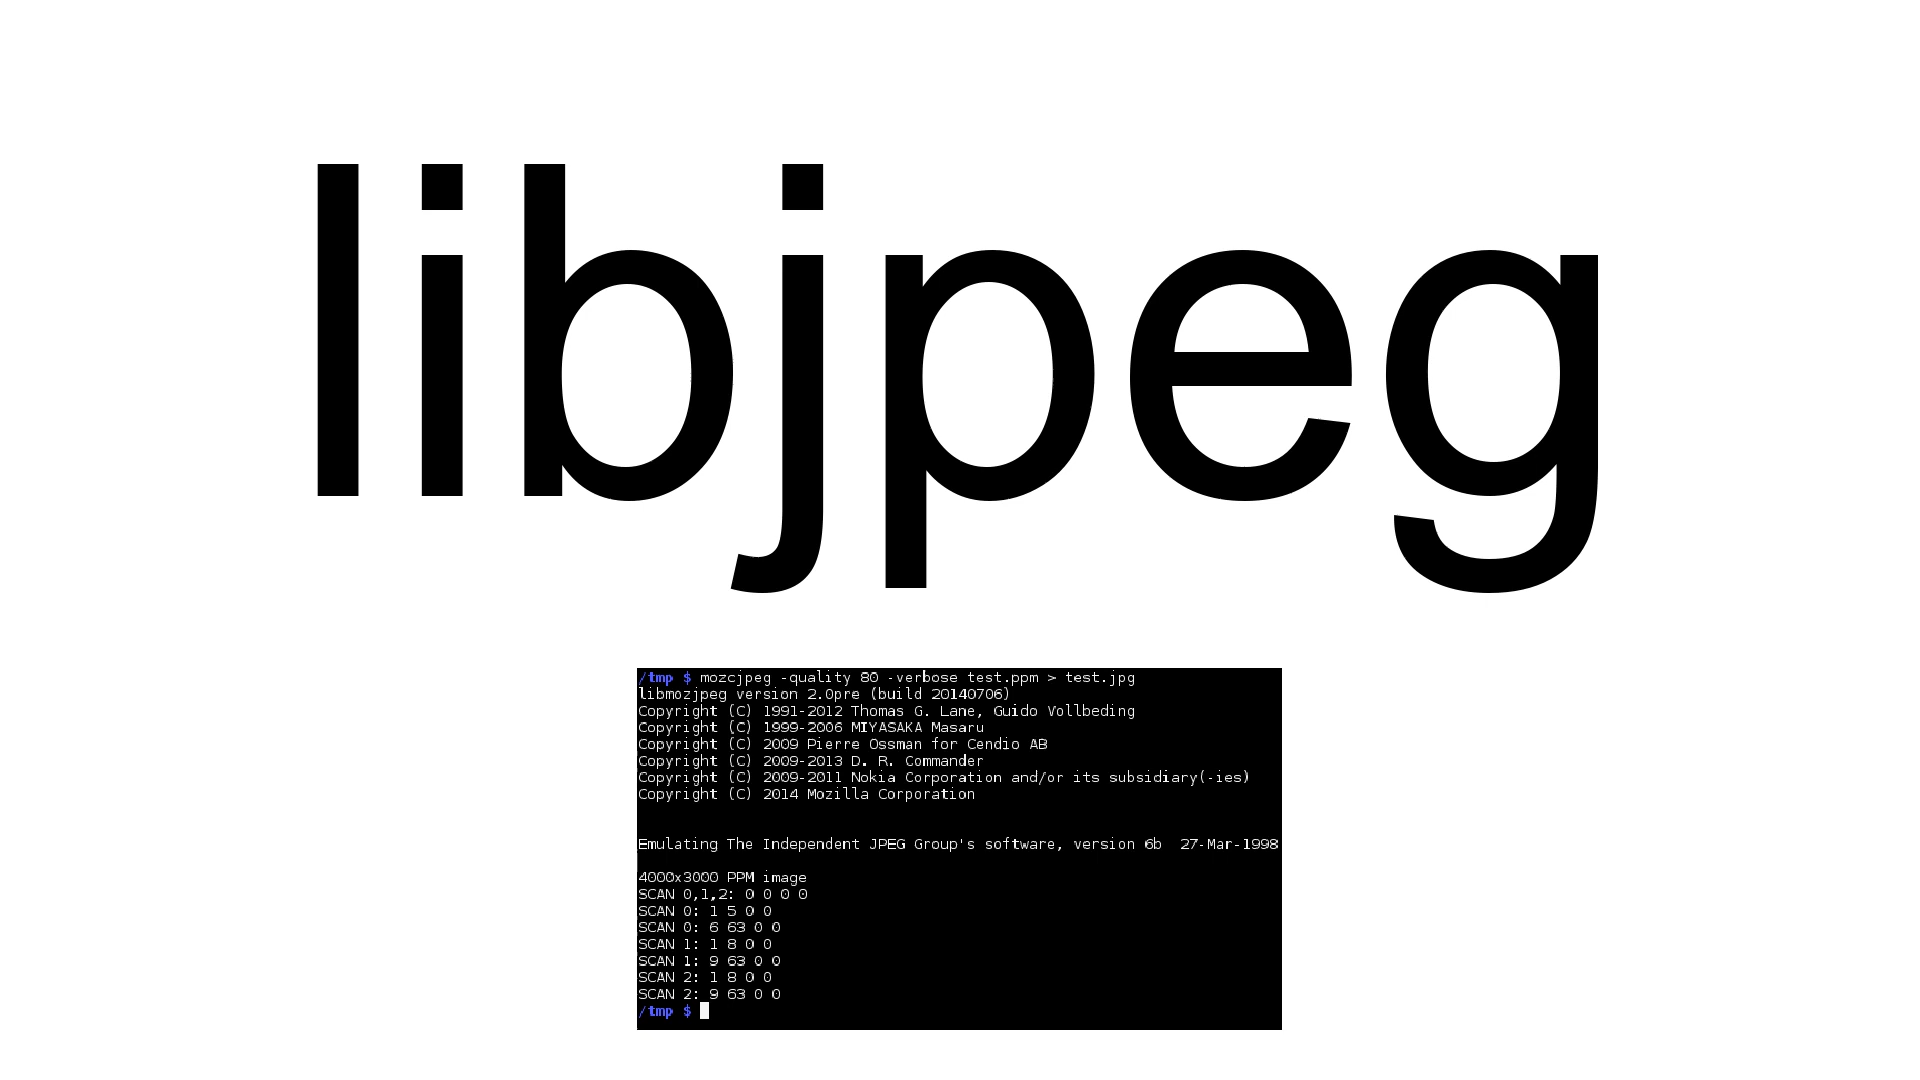 libjpeg
/tmp $ mozcjpeg -quality 80 -verbose test.ppm > test.jpg
libmozjpeg version 2.0pre (build 20140706)
Copyright (C) 1991-2012 Thomas G. Lane, Guido Vollbeding
Copyright (C) 1999-2006 MIYASAKA Masaru
Copyright (C) 2009 Pierre Ossman for Cendio AB
Copyright (C) 2009-2013 D. R. Commander
Copyright (C) 2009-2011 Nokia Corporation and/or its subsidiary(-ies)
Copyright (C) 2014 Mozilla Corporation
Emulating The Independent JPEG Group's software, version 6b  27-Mar-1998
4000x3000 PPM image
SCAN 0,1,2: 0 0 0 0
SCAN 0: 1 5 0 0
SCAN 0: 6 63 0 0
SCAN 1: 1 8 0 0
SCAN 1: 9 63 0 0
SCAN 2: 1 8 0 0
SCAN 2: 9 63 0 0
/tmp $